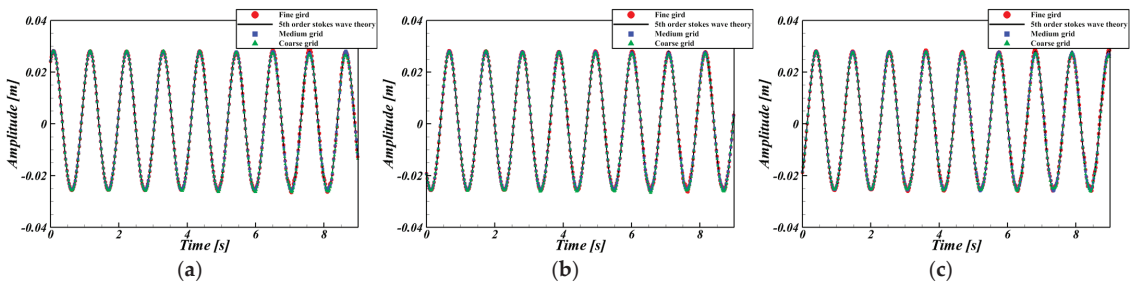 Fine gird
5th order stokes wave theory
Medium grid
Coarse grid
Amplitude [m]
0.04
0.02
0
-0.02
-0.04
0 2 4 6 8
Time [s]
(a)
Fine gird
5th order stokes wave theory
Medium grid
Coarse grid
Amplitude [m]
0.04
0.02
0
-0.02
-0.04
0 2 4 6 8
Time [s]
(b)
Fine gird
5th order stokes wave theory
Medium grid
Coarse grid
Amplitude [m]
0.04
0.02
0
-0.02
-0.04
0 2 4 6 8
Time [s]
(c)